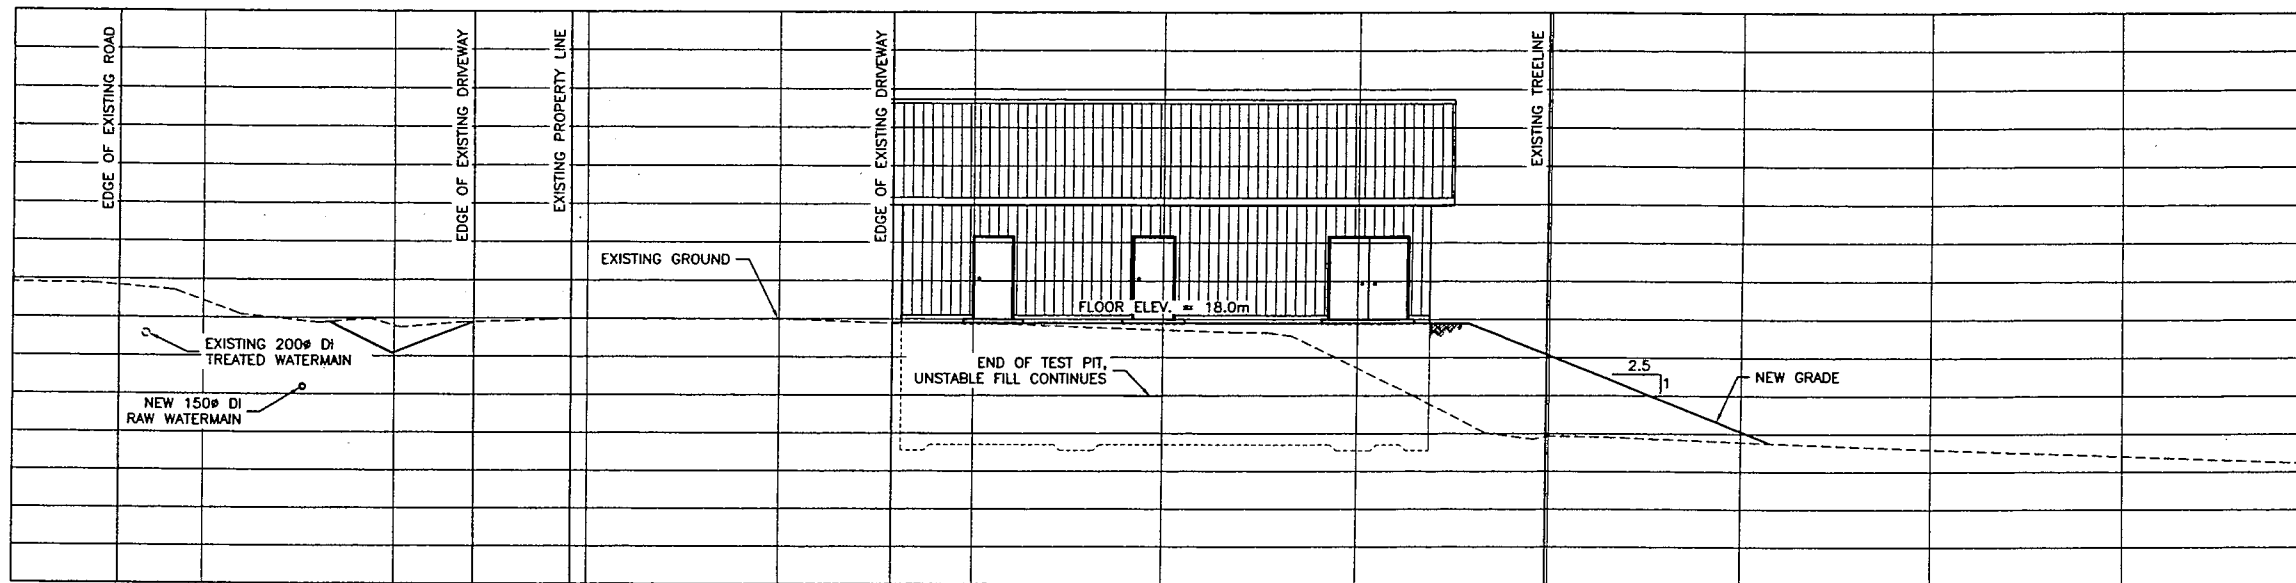 EDGE OF EXISTING ROAD
EDGE OF EXISTING DRIVEWAY
EXISTING PROPERTY LINE
EDGE OF EXISTING DRIVEWAY
EXISTING TREELINE
EXISTING GROUND
FLOOR ELEV. = 18.0m
EXISTING 200ø DI
TREATED WATERMAIN
NEW 150ø DI
RAW WATERMAIN
END OF TEST PIT,
UNSTABLE FILL CONTINUES
2.5
1
NEW GRADE